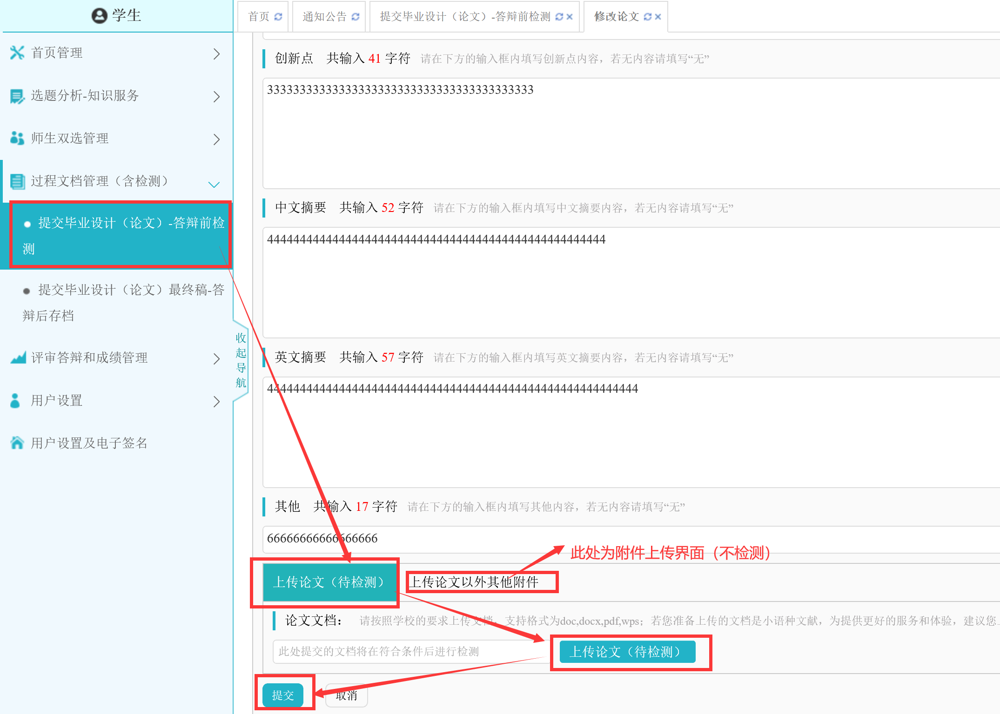 学生
首页管理
选题分析-知识服务
师生双选管理
过程文档管理（含检测）
提交毕业设计（论文）-答辩前检
测
提交毕业设计（论文）最终稿-答
辩后存档
评审答辩和成绩管理
用户设置
用户设置及电子签名
收起导航
首页 通知公告 提交毕业设计（论文）-答辩前检测 修改论文
创新点 共输入 41 字符 请在下方的输入框内填写创新点内容，若无内容请填写“无”
33333333333333333333333333333333333333333
中文摘要 共输入 52 字符 请在下方的输入框内填写中文摘要内容，若无内容请填写“无”
4444444444444444444444444444444444444444444444444444
英文摘要 共输入 57 字符 请在下方的输入框内填写英文摘要内容，若无内容请填写“无”
444444444444444444444444444444444444444444444444444444444
其他 共输入 17 字符 请在下方的输入框内填写其他内容，若无内容请填写“无”
66666666666666666
此处为附件上传界面（不检测）
上传论文（待检测） 上传论文以外其他附件
论文文档： 请按照学校的要求上传文档，支持格式为doc,docx,pdf,wps；若您准备上传的文档是小语种文献，为提供更好的服务和体验，建议您
此处提交的文档将在符合条件后进行检测 上传论文（待检测）
提交 取消